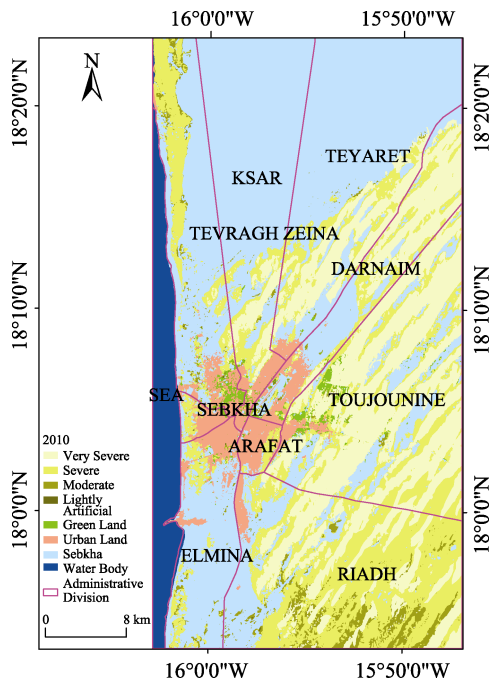 16°0'0"W 15°50'0"W
N
18°20'0"N 18°20'0"N
TEYARET
KSAR
TEVRAGH ZEINA
DARNAIM
18°10'0"N 18°10'0"N
SEA
SEBKHA
TOUJOUNINE
ARAFAT
2010
Very Severe
Severe
Moderate
Lightly
Artificial
Green Land
Urban Land
Sebkha
Water Body
Administrative
Division
18°0'0"N 18°0'0"N
ELMINA
RIADH
0 8 km
16°0'0"W 15°50'0"W